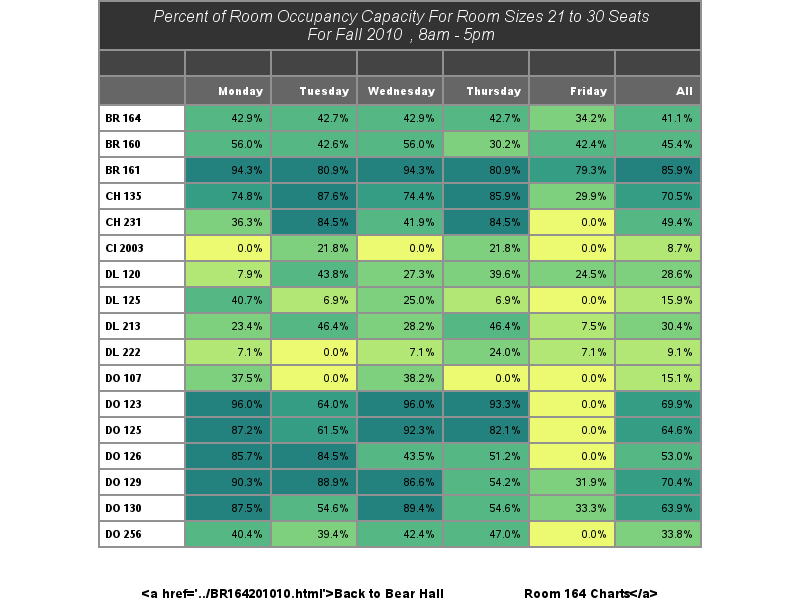 Percent of Room Occupancy Capacity For Room Sizes 21 to 30 Seats
For Fall 2010 , 8am - 5pm
Monday Tuesday Wednesday Thursday Friday All
BR 164 42.9% 42.7% 42.9% 42.7% 34.2% 41.1%
BR 160 56.0% 42.6% 56.0% 30.2% 42.4% 45.4%
BR 161 94.3% 80.9% 94.3% 80.9% 79.3% 85.9%
CH 135 74.8% 87.6% 74.4% 85.9% 29.9% 70.5%
CH 231 36.3% 84.5% 41.9% 84.5% 0.0% 49.4%
CI 2003 0.0% 21.8% 0.0% 21.8% 0.0% 8.7%
DL 120 7.9% 43.8% 27.3% 39.6% 24.5% 28.6%
DL 125 40.7% 6.9% 25.0% 6.9% 0.0% 15.9%
DL 213 23.4% 46.4% 28.2% 46.4% 7.5% 30.4%
DL 222 7.1% 0.0% 7.1% 24.0% 7.1% 9.1%
DO 107 37.5% 0.0% 38.2% 0.0% 0.0% 15.1%
DO 123 96.0% 64.0% 96.0% 93.3% 0.0% 69.9%
DO 125 87.2% 61.5% 92.3% 82.1% 0.0% 64.6%
DO 126 85.7% 84.5% 43.5% 51.2% 0.0% 53.0%
DO 129 90.3% 88.9% 86.6% 54.2% 31.9% 70.4%
DO 130 87.5% 54.6% 89.4% 54.6% 33.3% 63.9%
DO 256 40.4% 39.4% 42.4% 47.0% 0.0% 33.8%
<a href='../BR164201010.html'>Back to Bear Hall Room 164 Charts</a>